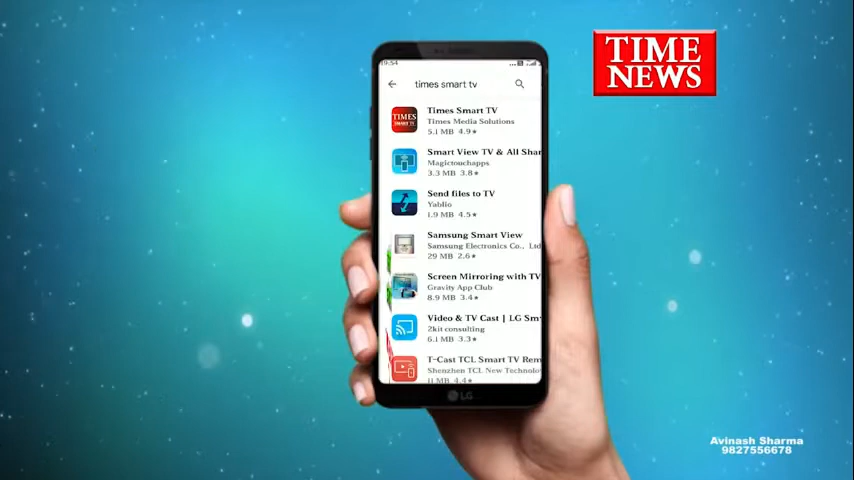 TIME
NEWS
19:54
times smart tv
TIMES
SMART TV
Times Smart TV
Times Media Solutions
5.1 MB 4.9★
Smart View TV & All Shar
Magictouchapps
3.3 MB 3.8★
Send files to TV
Yablio
1.9 MB 4.5★
Samsung Smart View
Samsung Electronics Co., Ltd
29 MB 2.6★
Screen Mirroring with TV
Gravity App Club
8.9 MB 3.4★
Video & TV Cast | LG Sm
2kit consulting
6.1 MB 3.3★
T-Cast TCL Smart TV Rem
Shenzhen TCL New Technolo
11 MB 4.4★
LG
Avinash Sharma
9827556678